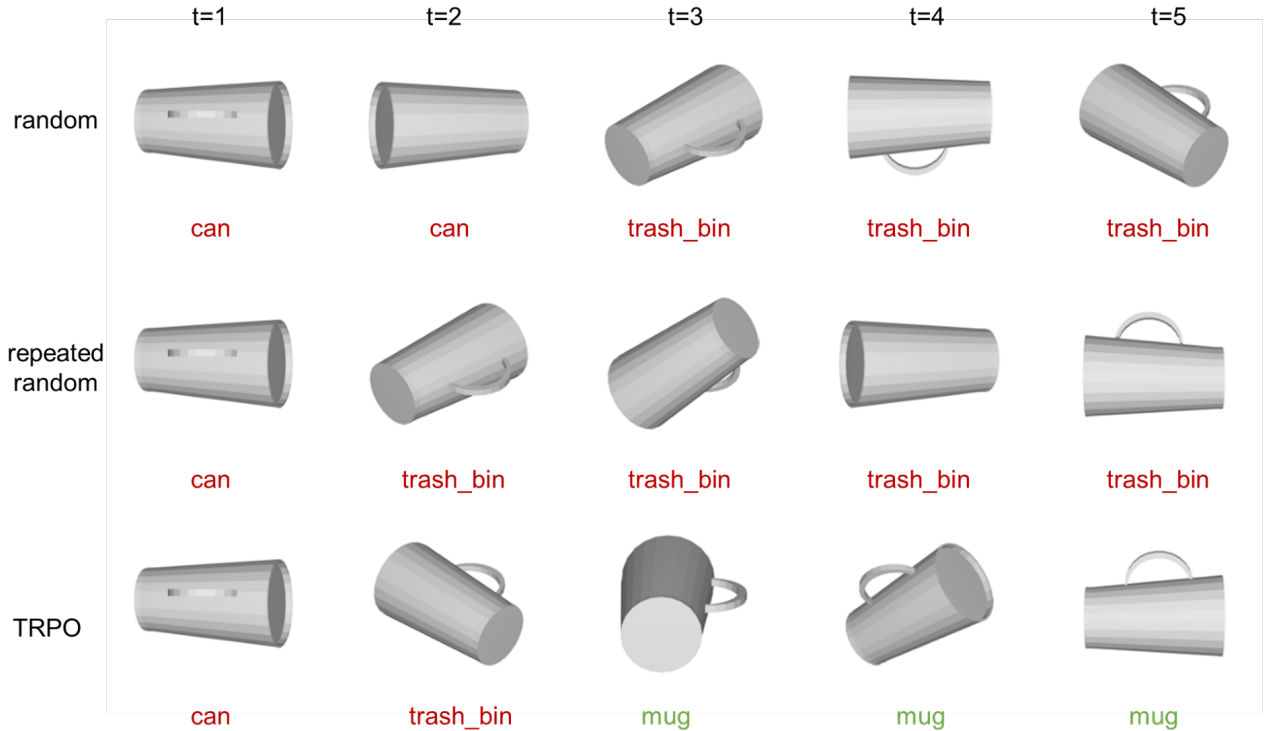 t=1 t=2 t=3 t=4 t=5
random
can can trash_bin trash_bin trash_bin
repeated
random
can trash_bin trash_bin trash_bin trash_bin
TRPO
can trash_bin mug mug mug